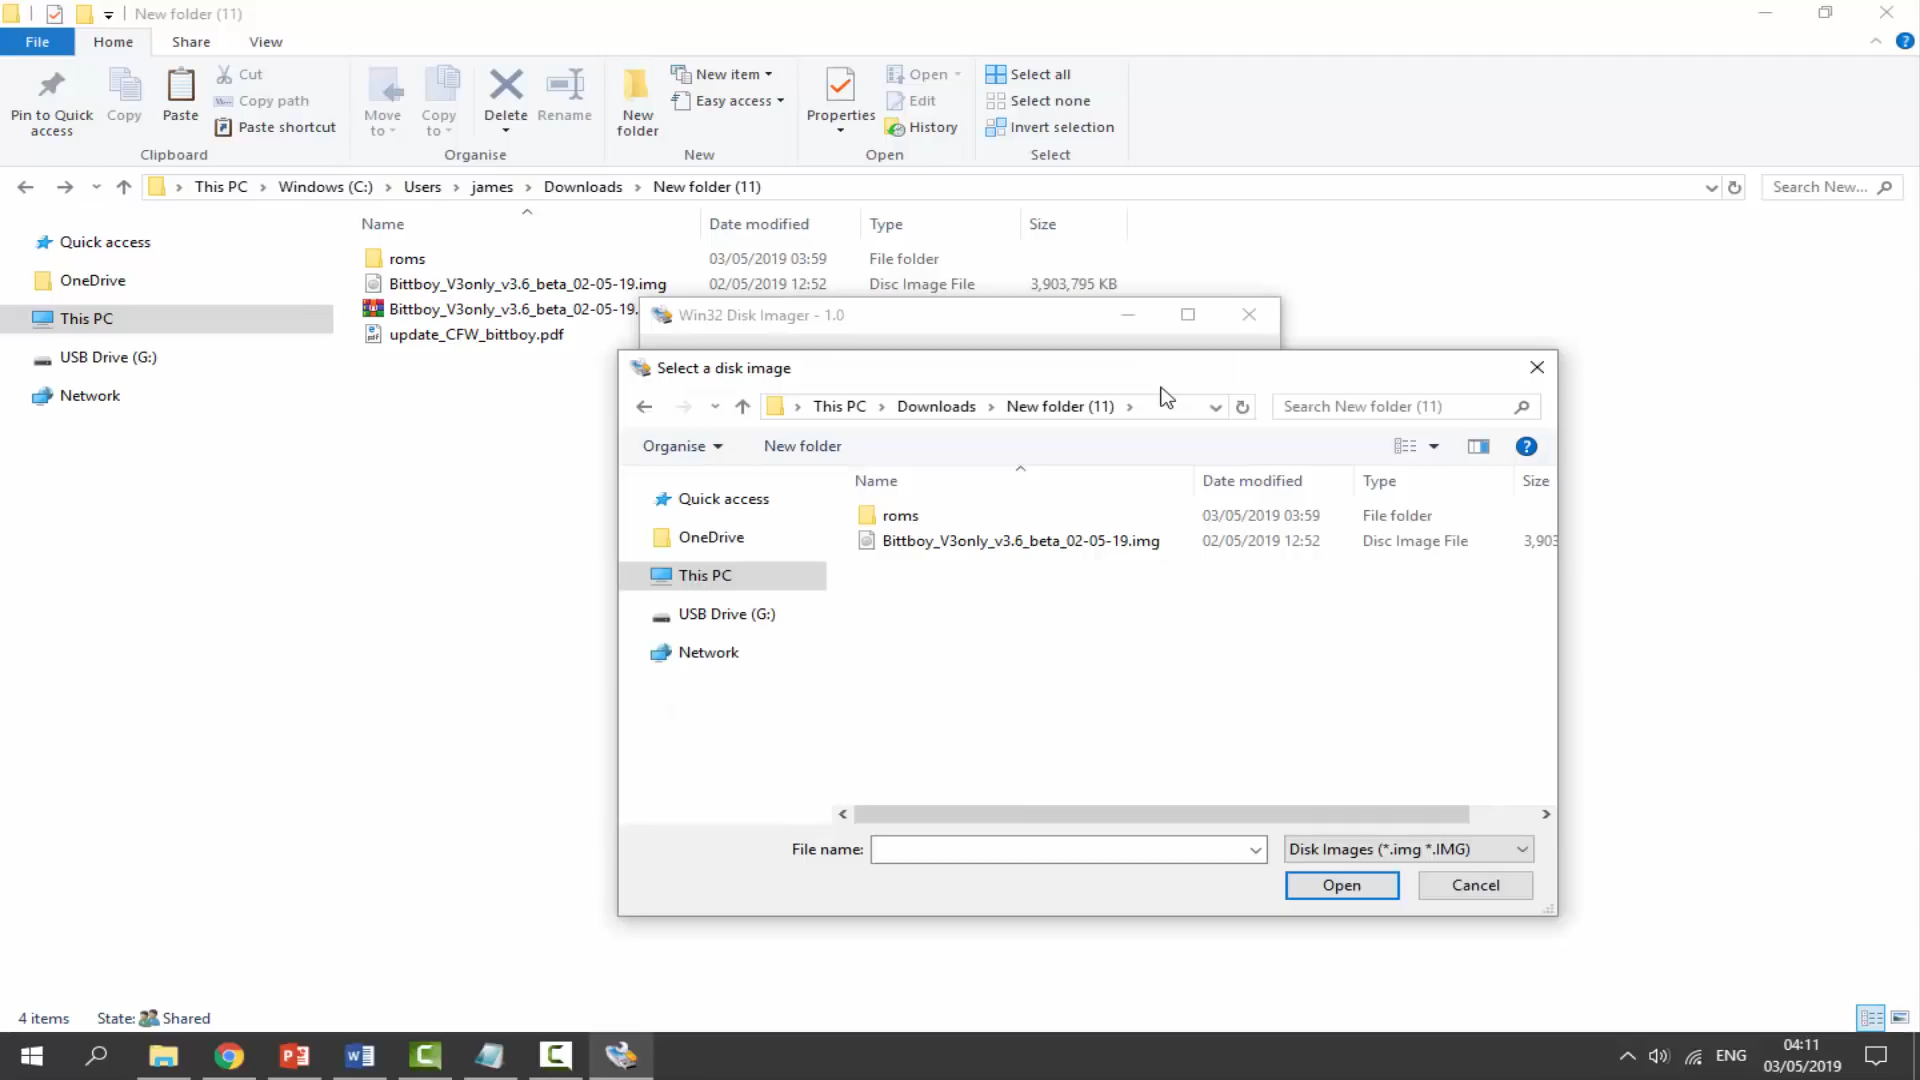 New folder (11)
File Home Share View
Pin to Quick access
Copy
Paste
Cut
Copy path
Paste shortcut
Clipboard
Move to
Copy to
Delete
Rename
Organise
New folder
New item
Easy access
New
Properties
Open
Edit
History
Open
Select all
Select none
Invert selection
Select
This PC > Windows (C:) > Users > james > Downloads > New folder (11)
Search New...
Quick access
OneDrive
This PC
USB Drive (G:)
Network
Name Date modified Type Size
roms 03/05/2019 03:59 File folder
Bittboy_V3only_v3.6_beta_02-05-19.img 02/05/2019 12:52 Disc Image File 3,903,795 KB
Bittboy_V3only_v3.6_beta_02-05-19.
update_CFW_bittboy.pdf
Win32 Disk Imager - 1.0
Select a disk image
This PC > Downloads > New folder (11) >
Search New folder (11)
Organise New folder
Quick access
OneDrive
This PC
USB Drive (G:)
Network
Name Date modified Type Size
roms 03/05/2019 03:59 File folder
Bittboy_V3only_v3.6_beta_02-05-19.img 02/05/2019 12:52 Disc Image File 3,903
File name:
Disk Images (*.img *.IMG)
Open Cancel
4 items State: Shared
ENG
04:11
03/05/2019